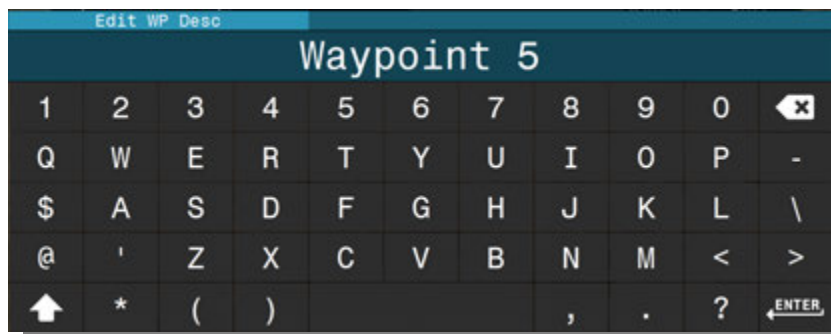 Edit WP Desc
Waypoint 5
1 2 3 4 5 6 7 8 9 0
Q W E R T Y U I O P -
$ A S D F G H J K L \
@ ' Z X C V B N M < >
* ( ) , . ? ENTER